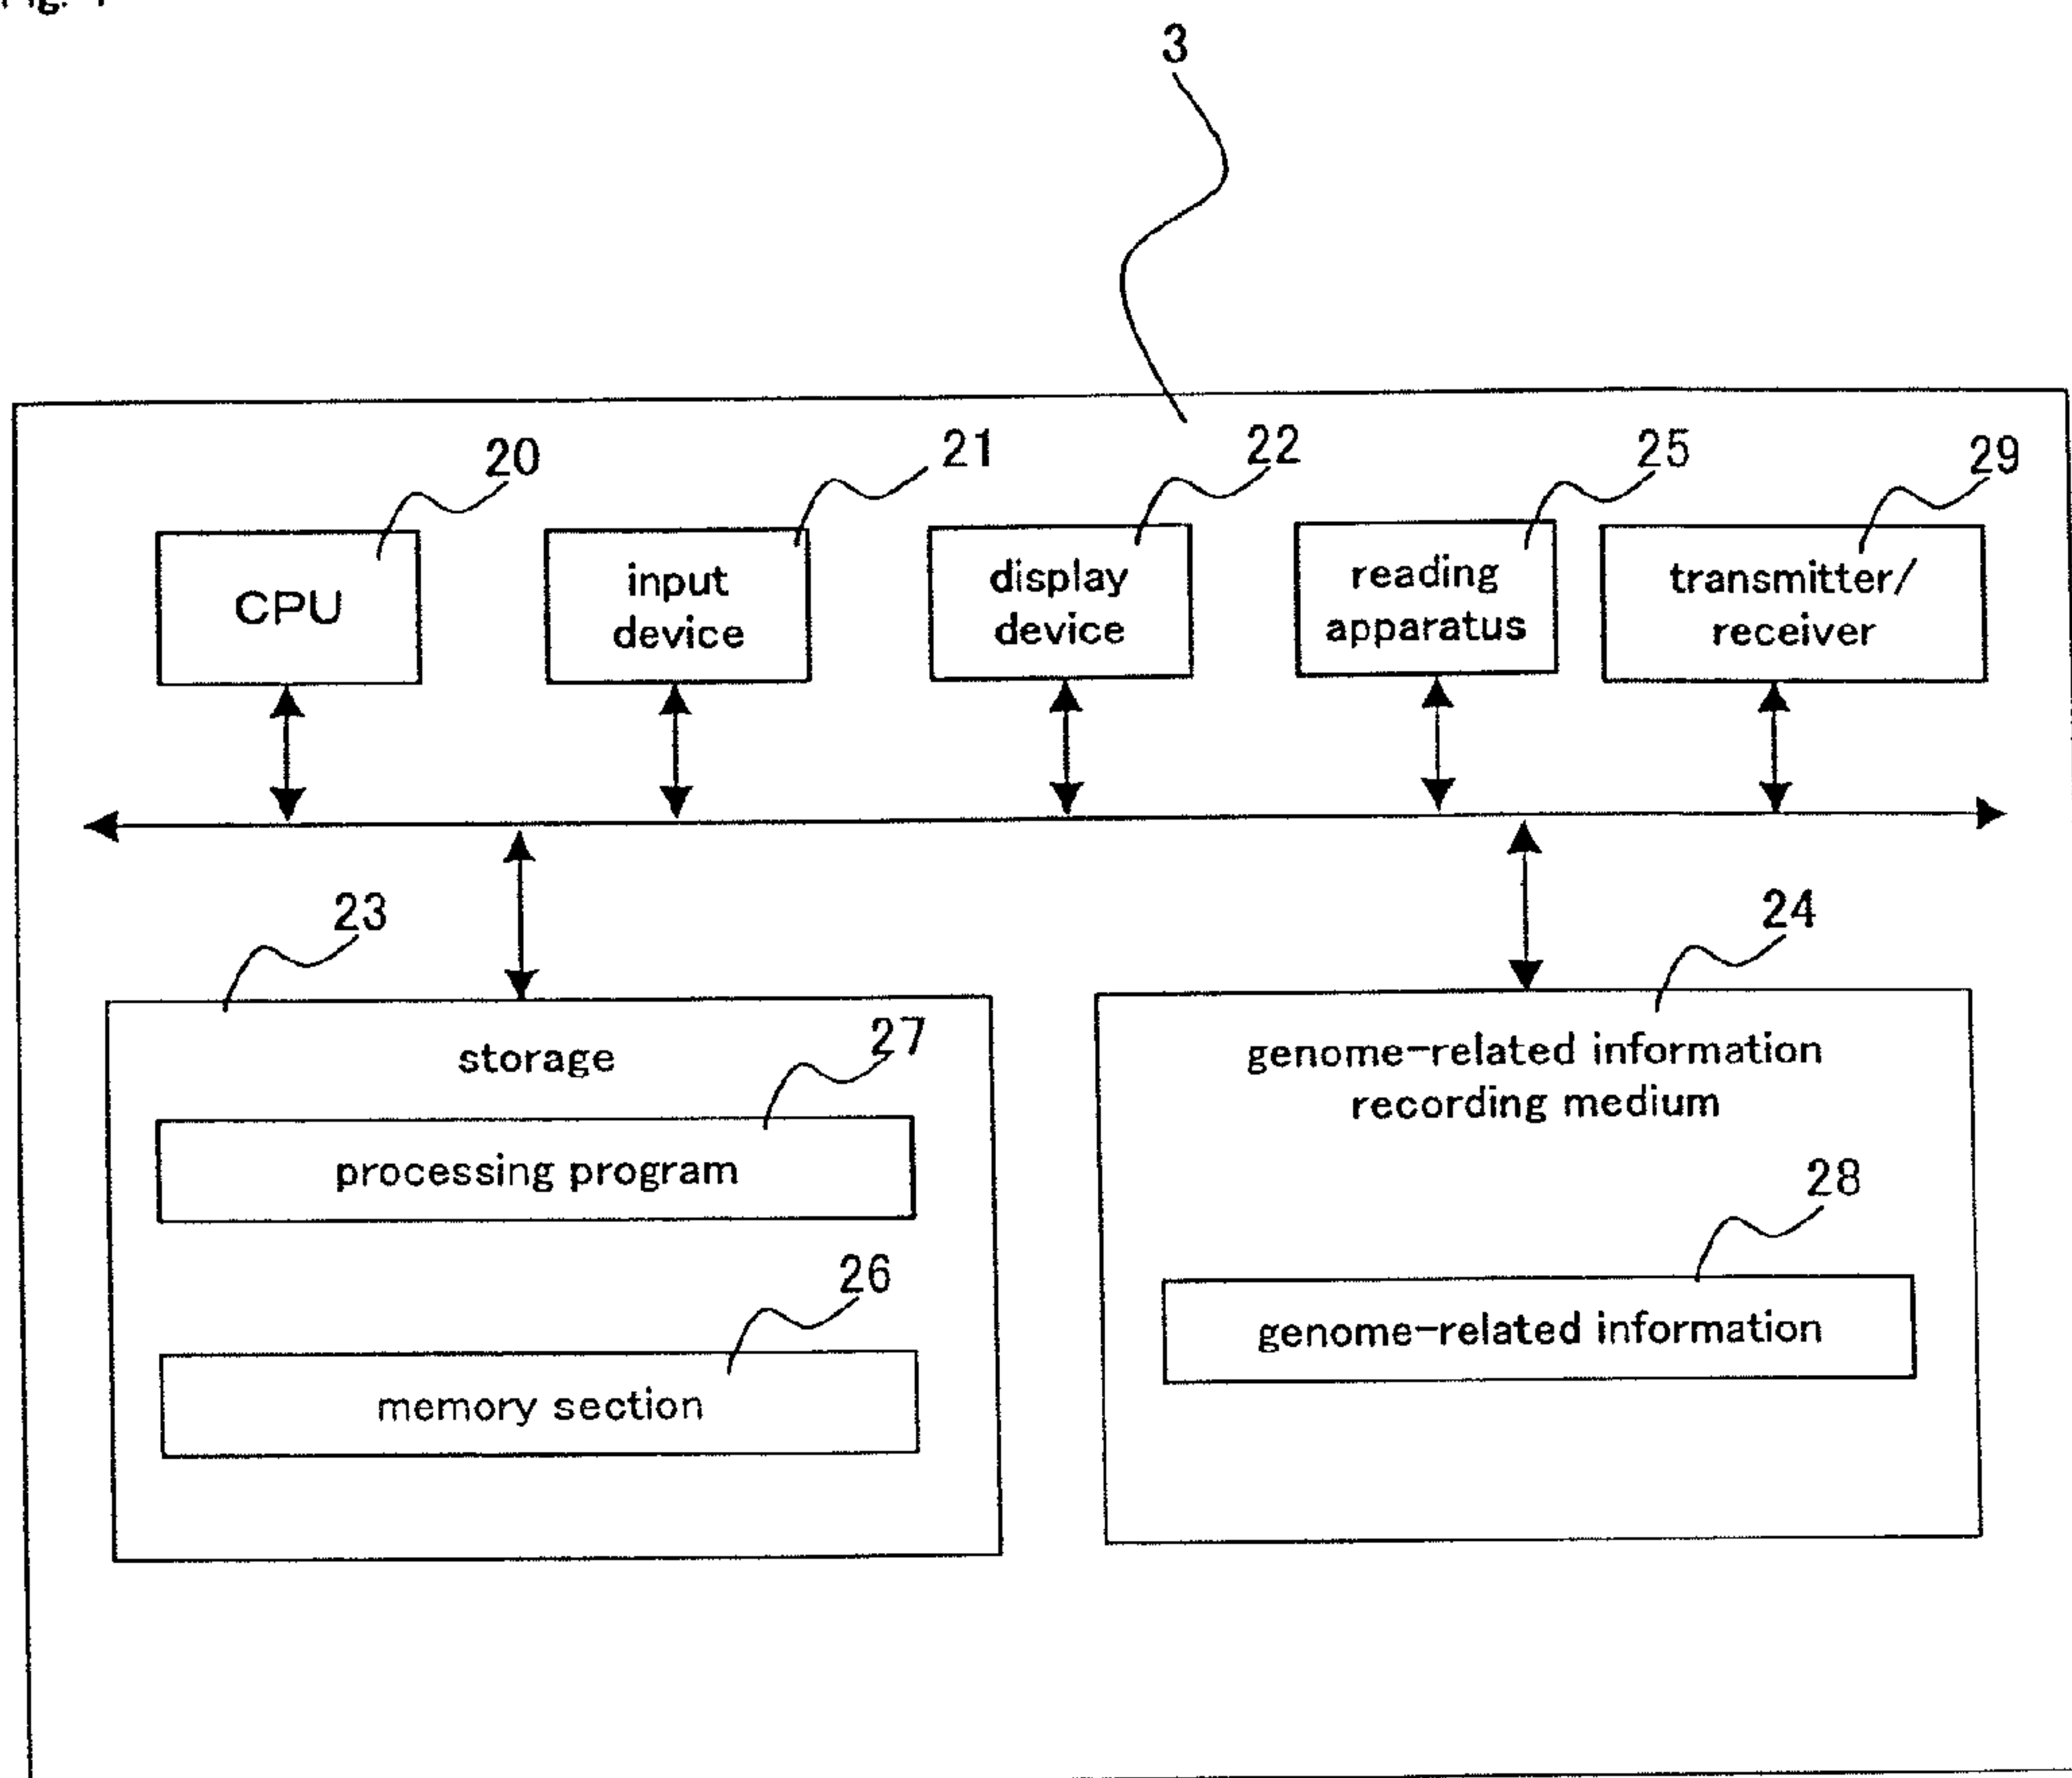 3
20
21
22
25
29
CPU
input
device
display
device
reading
apparatus
transmitter/
receiver
23
24
storage
27
processing program
26
memory section
genome-related information
recording medium
28
genome-related information